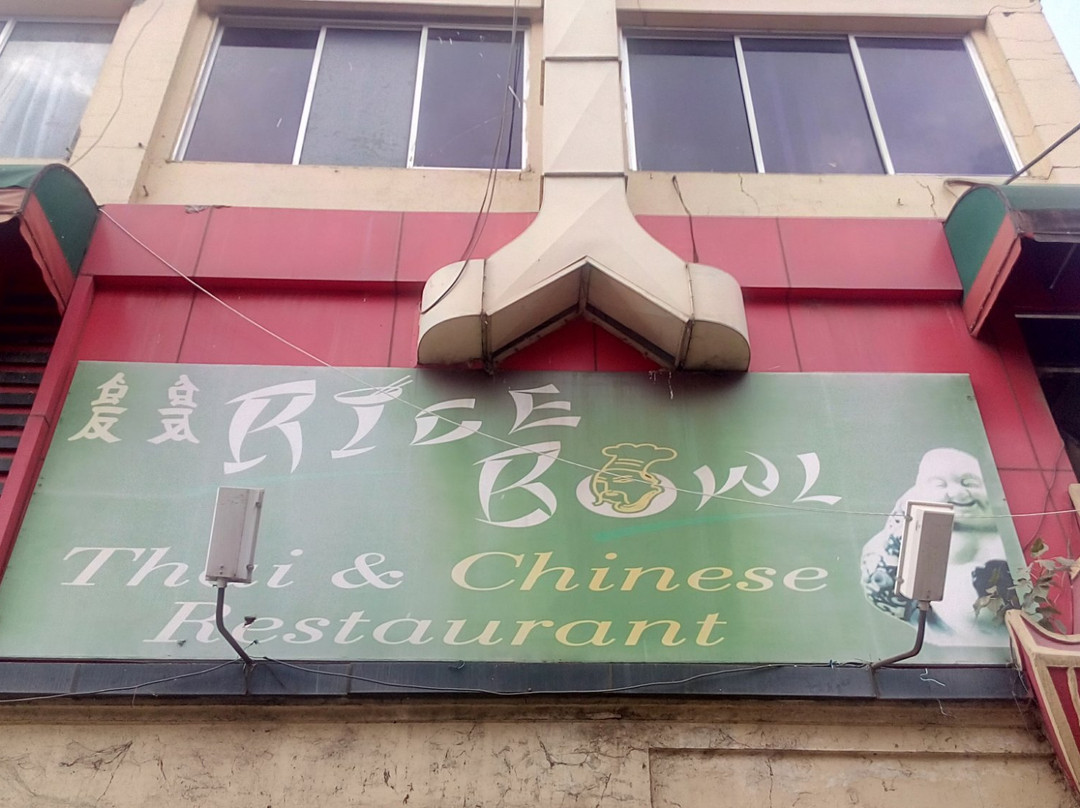 RICE
BOWL
Thai & Chinese
Restaurant